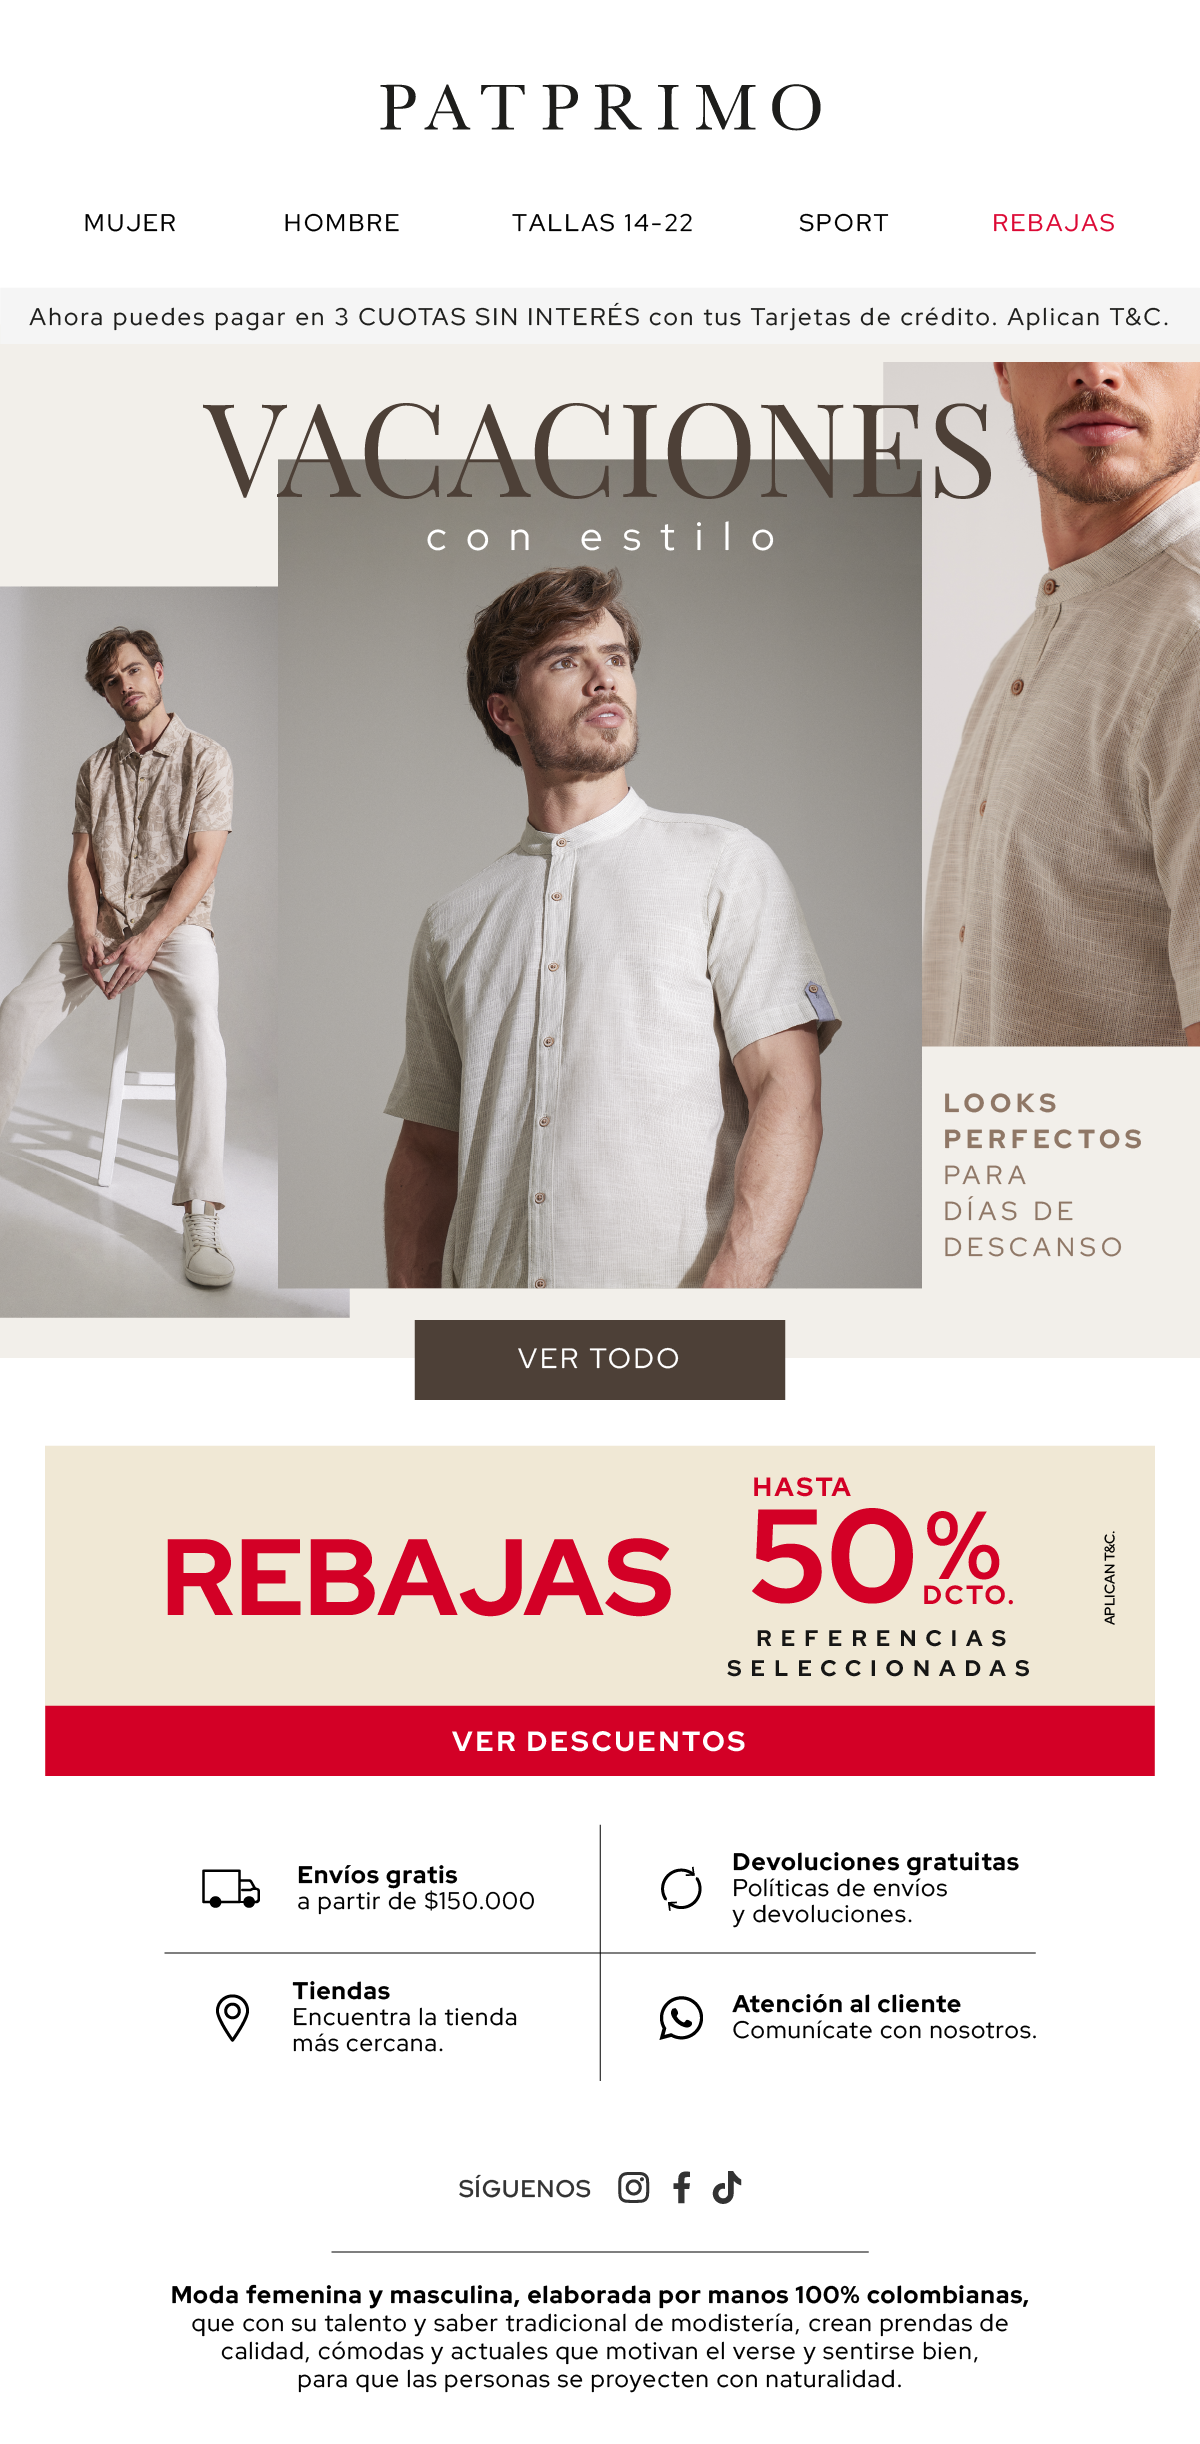 PATPRIMO
MUJER HOMBRE TALLAS 14-22 SPORT REBAJAS
Ahora puedes pagar en 3 CUOTAS SIN INTERÉS con tus Tarjetas de crédito. Aplican T&C.
VACACIONES
con estilo
LOOKS
PERFECTOS
PARA
DÍAS DE
DESCANSO
VER TODO
REBAJAS
HASTA
50%
DCTO.
REFERENCIAS
SELECCIONADAS
APLICAN T&C.
VER DESCUENTOS
Envíos gratis
a partir de $150.000
Devoluciones gratuitas
Políticas de envíos
y devoluciones.
Tiendas
Encuentra la tienda
más cercana.
Atención al cliente
Comunícate con nosotros.
SÍGUENOS
Moda femenina y masculina, elaborada por manos 100% colombianas,
que con su talento y saber tradicional de modistería, crean prendas de
calidad, cómodas y actuales que motivan el verse y sentirse bien,
para que las personas se proyecten con naturalidad.